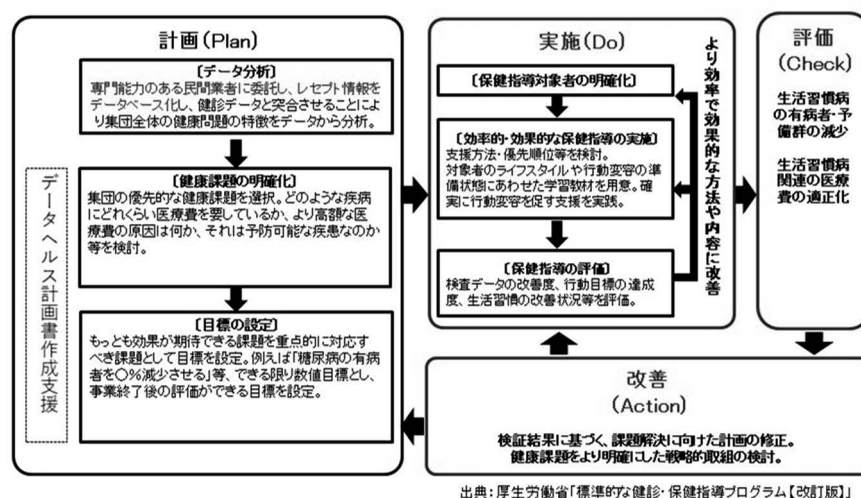 計画(Plan)
〔データ分析〕
専門能力のある民間業者に委託し、レセプト情報を
データベース化し、健診データと突合させることによ
り集団全体の健康問題の特徴をデータから分析。
データヘルス計画書作成支援
〔健康課題の明確化〕
集団の優先的な健康課題を選択。どのような疾病
にどれくらい医療費を要しているか、より高額な医
療費の原因は何か、それは予防可能な疾患なのか
等を検討。
〔目標の設定〕
もっとも効果が期待できる課題を重点的に対応す
べき課題として目標を設定。例えば「糖尿病の有病
者を〇%減少させる」等、できる限り数値目標とし、
事業終了後の評価ができる目標を設定。
実施(Do)
〔保健指導対象者の明確化〕
〔効率的・効果的な保健指導の実施〕
支援方法・優先順位等を検討。
対象者のライフスタイルや行動変容の準
備状態にあわせた学習教材を用意。確
実に行動変容を促す支援を実践。
〔保健指導の評価〕
検査データの改善度、行動目標の達成
度、生活習慣の改善状況等を評価。
より効率で効果的な方法や内容に改善
評価
(Check)
生活習慣病
の有病者・予
備群の減少
生活習慣病
関連の医療
費の適正化
改善
(Action)
検証結果に基づく、課題解決に向けた計画の修正。
健康課題をより明確にした戦略的取組の検討。
出典:厚生労働省「標準的な健診・保健指導プログラム【改訂版】」